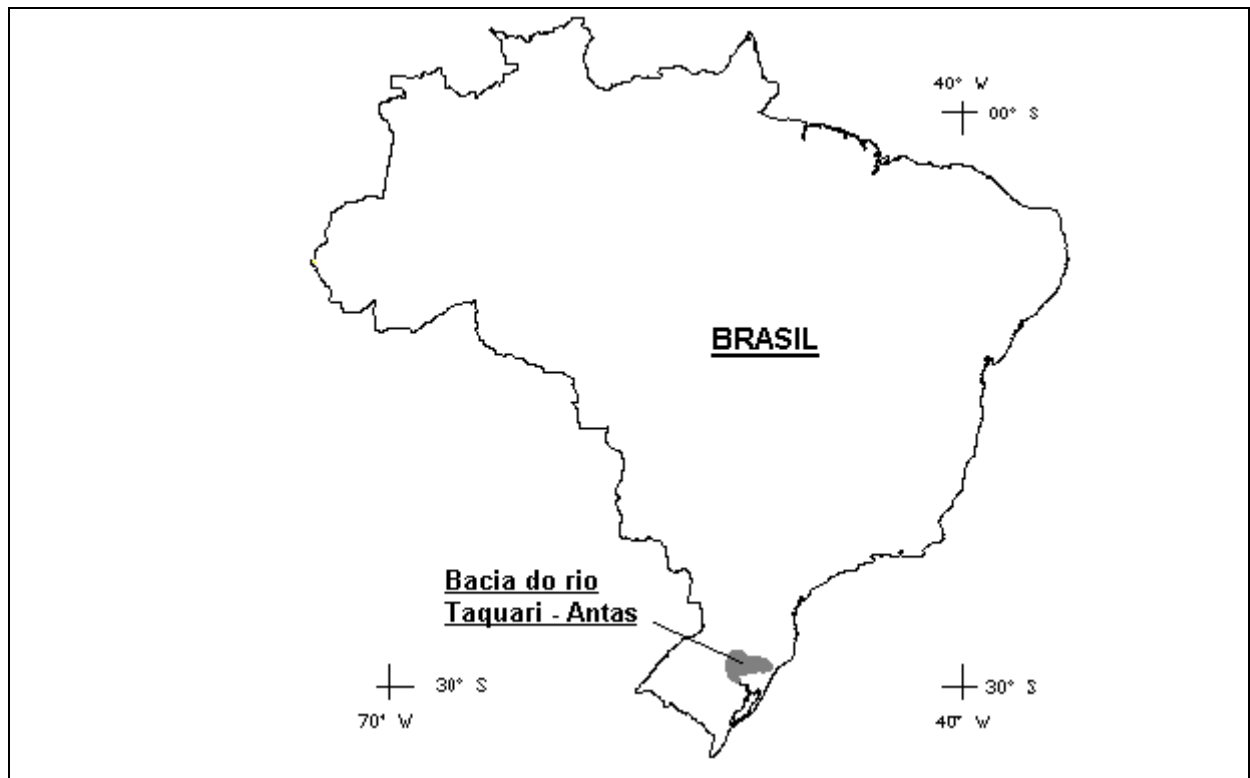 40° W
00° S
BRASIL
Bacia do rio
Taquari - Antas
30° S
70° W
30° S
40° W